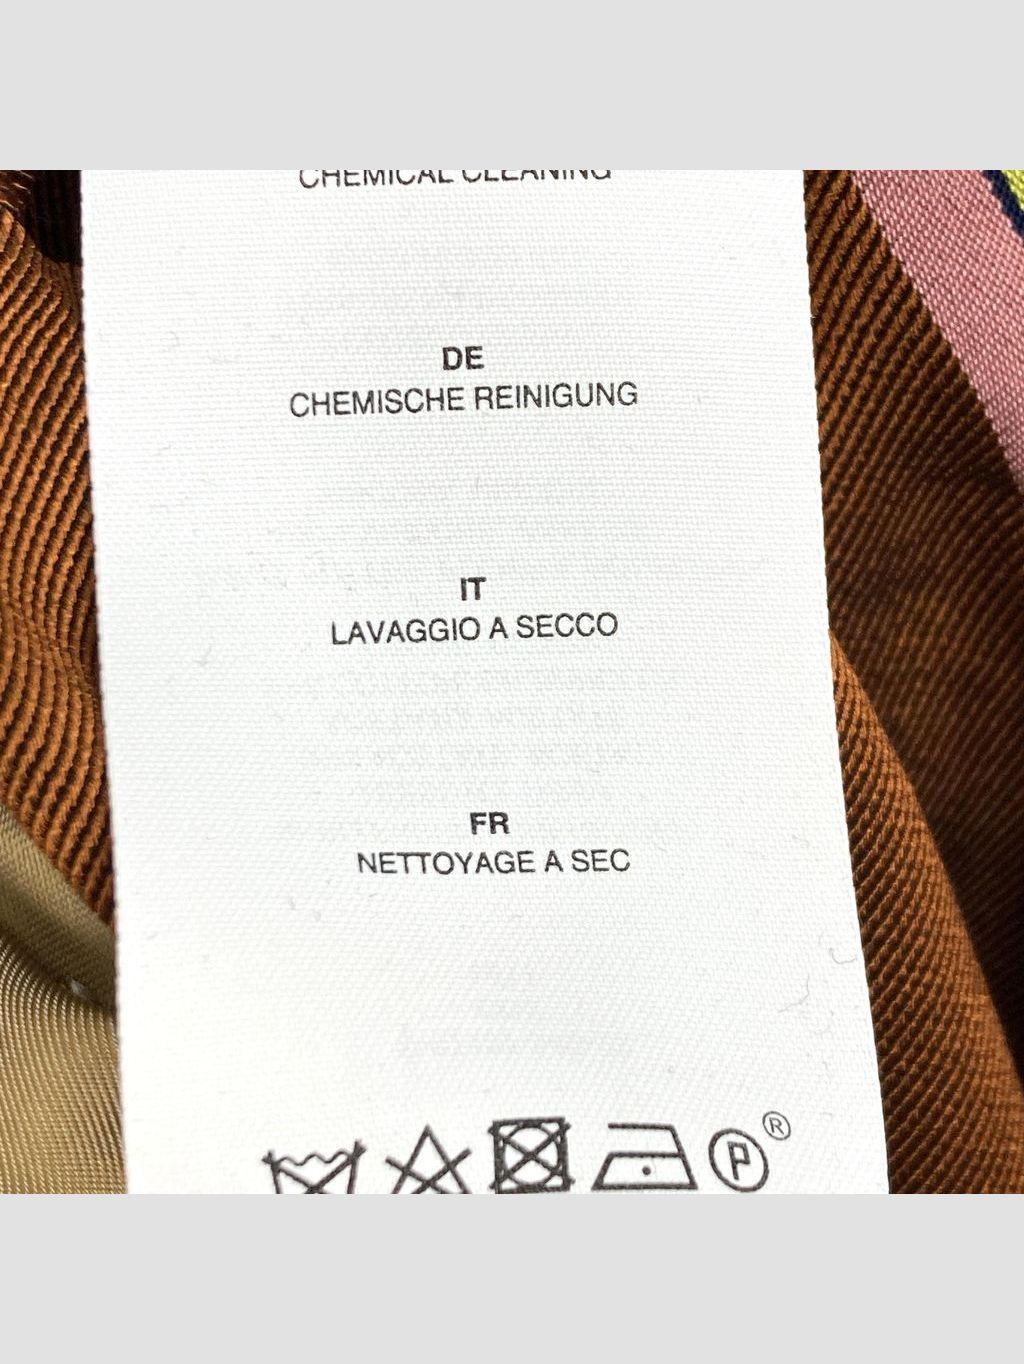 CHEMICAL CLEANING
DE
CHEMISCHE REINIGUNG
IT
LAVAGGIO A SECCO
FR
NETTOYAGE A SEC
P ®